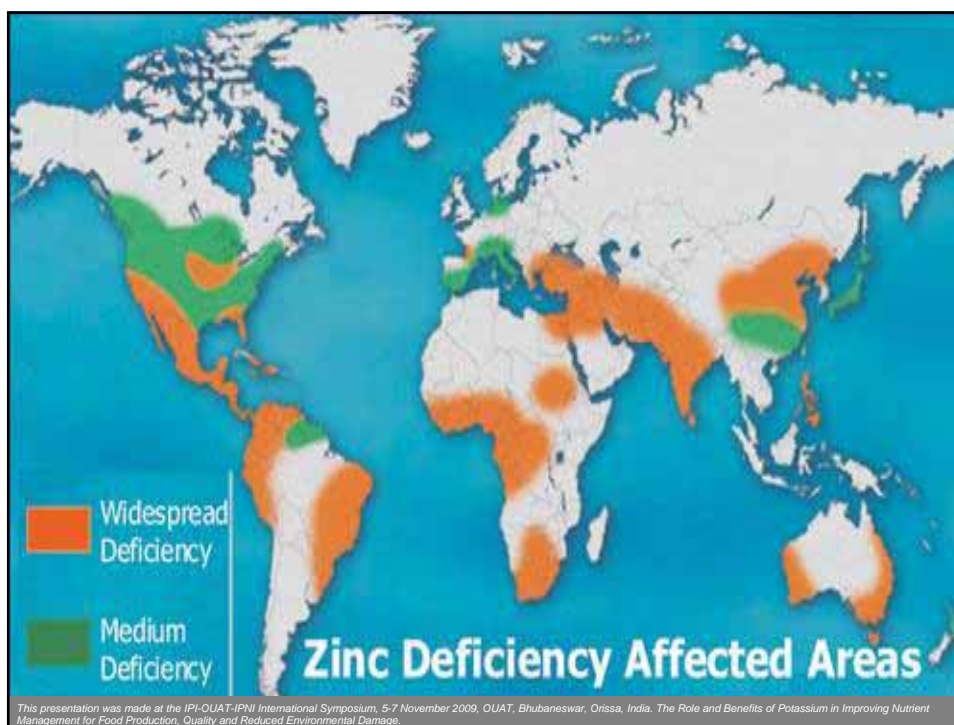 Widespread
Deficiency
Medium
Deficiency
Zinc Deficiency Affected Areas
This presentation was made at the IPI-OUAT-IPNI International Symposium, 5-7 November 2009, OUAT, Bhubaneswar, Orissa, India. The Role and Benefits of Potassium in Improving Nutrient
Management for Food Production, Quality and Reduced Environmental Damage.